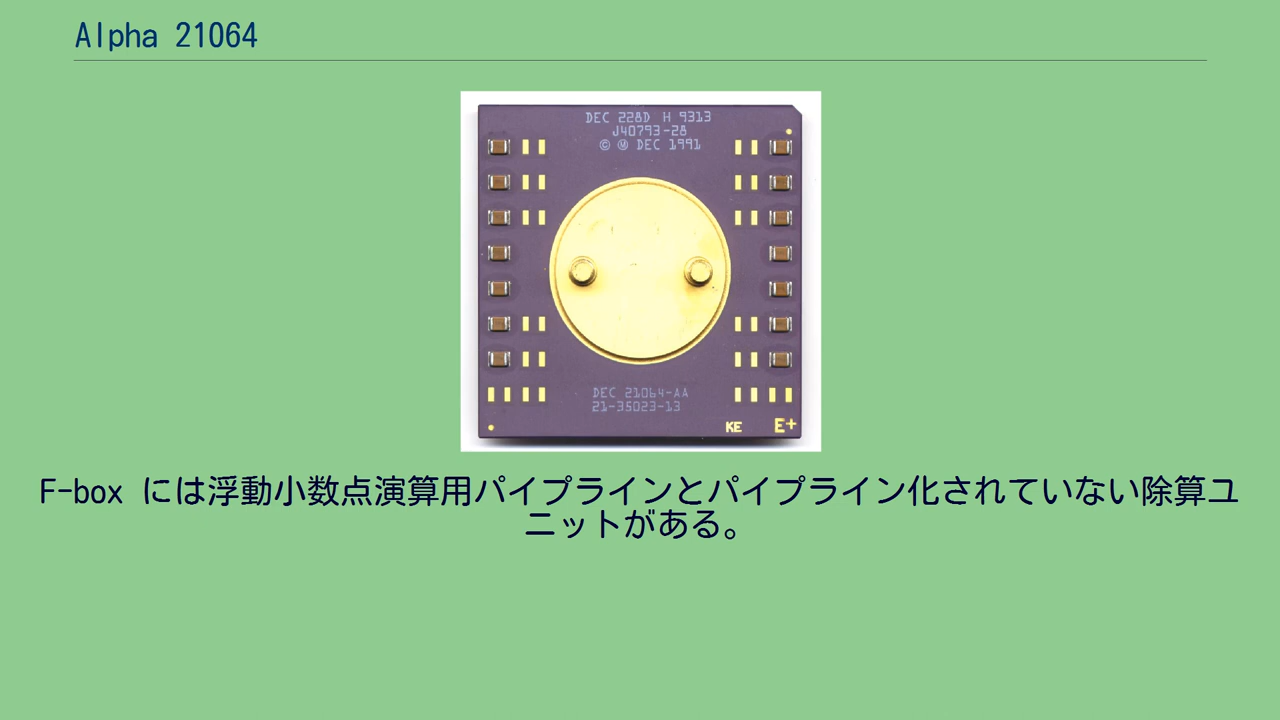 Alpha 21064
DEC 228D H 9313
J40793-28
© Ⓜ DEC 1991
DEC 21064-AA
21-35023-13
KE
E+
F-box には浮動小数点演算用パイプラインとパイプライン化されていない除算ユ
ニットがある。